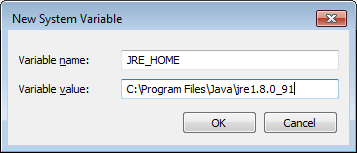 New System Variable
Variable name: JRE_HOME
Variable value: C:\Program Files\Java\jre1.8.0_91
OK Cancel